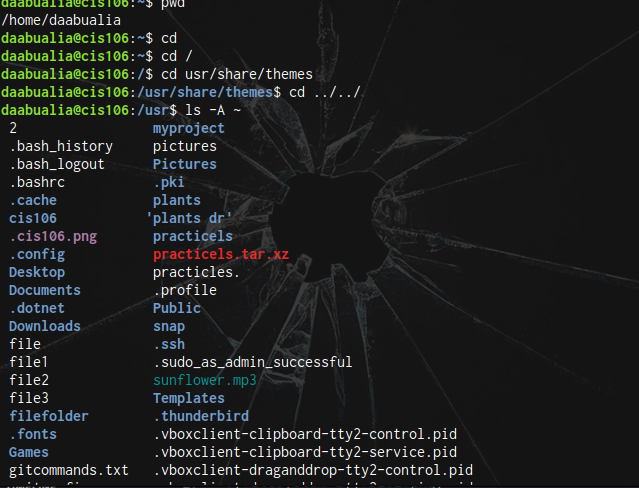 daabualia@cis106:~$ pwd
/home/daabualia
daabualia@cis106:~$ cd
daabualia@cis106:~$ cd /
daabualia@cis106:/$ cd usr/share/themes
daabualia@cis106:/usr/share/themes$ cd ../../
daabualia@cis106:/usr$ ls -A ~
2 myproject
.bash_history pictures
.bash_logout Pictures
.bashrc .pki
.cache plants
cis106 'plants dr'
.cis106.png practicels
.config practicels.tar.xz
Desktop practicles.
Documents .profile
.dotnet Public
Downloads snap
file .ssh
file1 .sudo_as_admin_successful
file2 sunflower.mp3
file3 Templates
filefolder .thunderbird
.fonts .vboxclient-clipboard-tty2-control.pid
Games .vboxclient-clipboard-tty2-service.pid
gitcommands.txt .vboxclient-draganddrop-tty2-control.pid